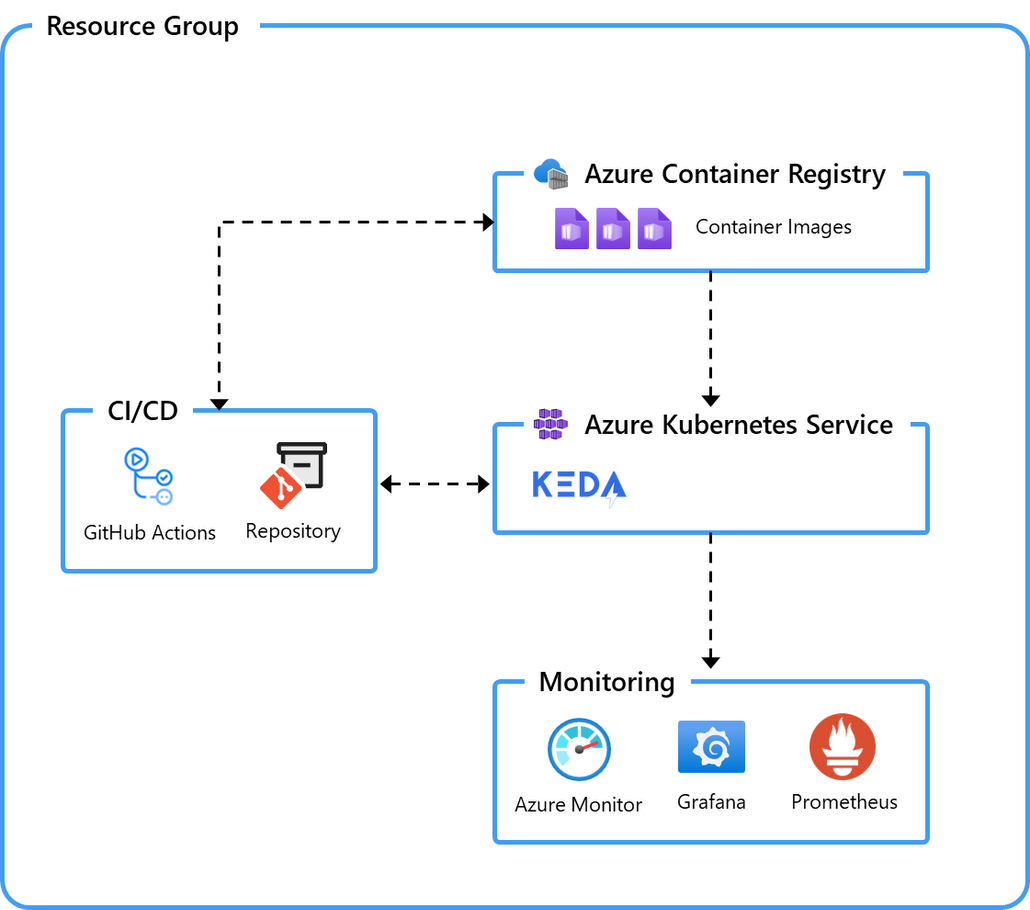 Resource Group
Azure Container Registry
Container Images
CI/CD
GitHub Actions
Repository
Azure Kubernetes Service
KEDA
Monitoring
Azure Monitor
Grafana
Prometheus